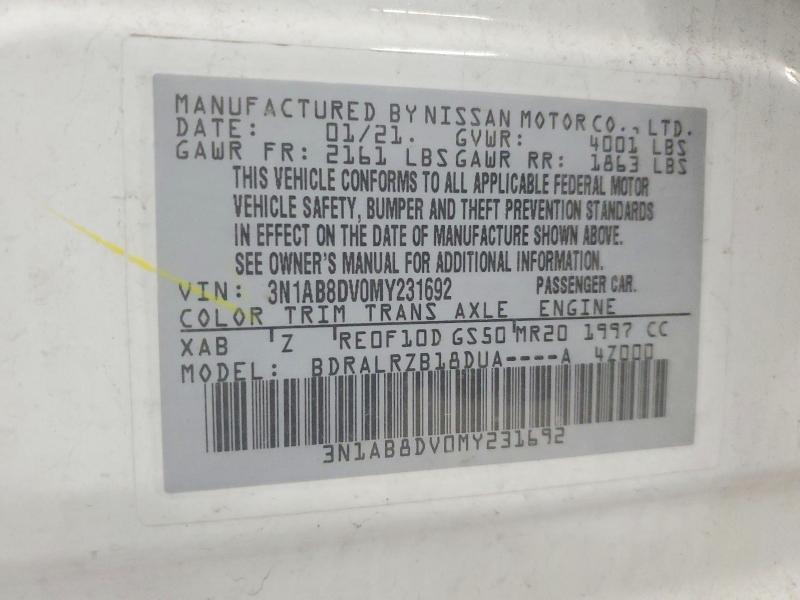 MANUFACTURED BY NISSAN MOTOR CO., LTD.
DATE: 01/21. GVWR: 4001 LBS
GAWR FR: 2161 LBS GAWR RR: 1863 LBS
THIS VEHICLE CONFORMS TO ALL APPLICABLE FEDERAL MOTOR
VEHICLE SAFETY, BUMPER AND THEFT PREVENTION STANDARDS
IN EFFECT ON THE DATE OF MANUFACTURE SHOWN ABOVE.
SEE OWNER'S MANUAL FOR ADDITIONAL INFORMATION.
VIN: 3N1AB8DV0MY231692 PASSENGER CAR.
COLOR TRIM TRANS AXLE ENGINE
XAB Z RE0F10D GS50 MR20 1997 CC
MODEL: BDRALRZB18DUA----A 4Z000
3N1AB8DV0MY231692